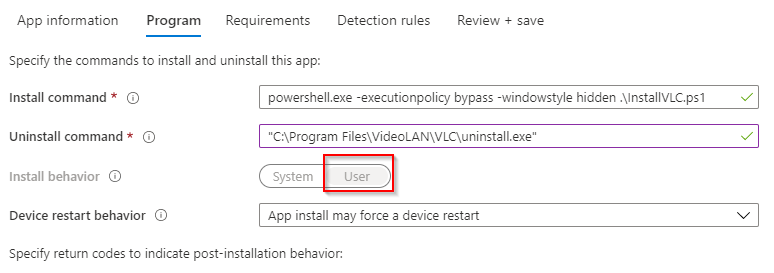 App information Program Requirements Detection rules Review + save
Specify the commands to install and uninstall this app:
Install command * powershell.exe -executionpolicy bypass -windowstyle hidden .\InstallVLC.ps1
Uninstall command * "C:\Program Files\VideoLAN\VLC\uninstall.exe"
Install behavior System User
Device restart behavior App install may force a device restart
Specify return codes to indicate post-installation behavior: